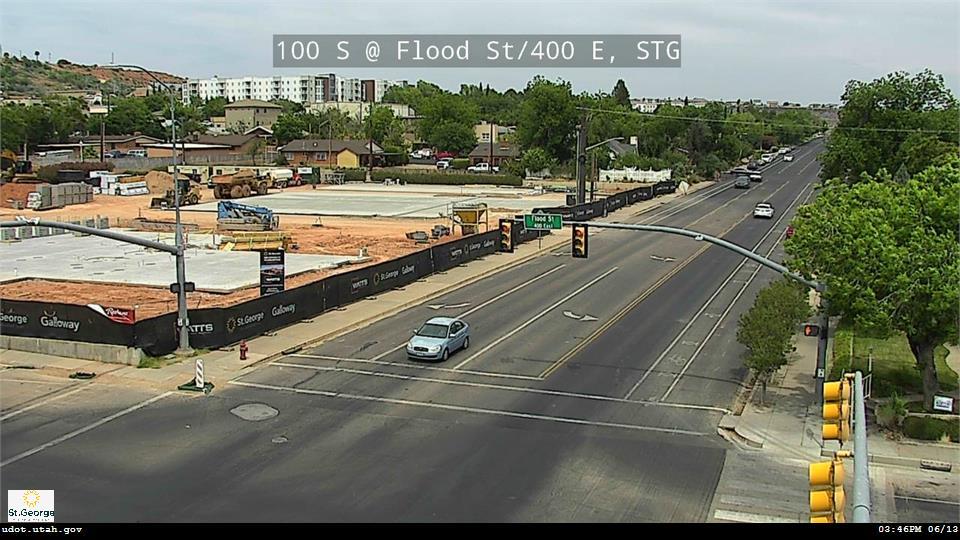 100 S @ Flood St/400 E, STG
Flood St
400 East
George
Galloway
WATTS
St.George
Galloway
WATTS
St.George
Galloway
St.George
udot.utah.gov
03:46PM 06/13